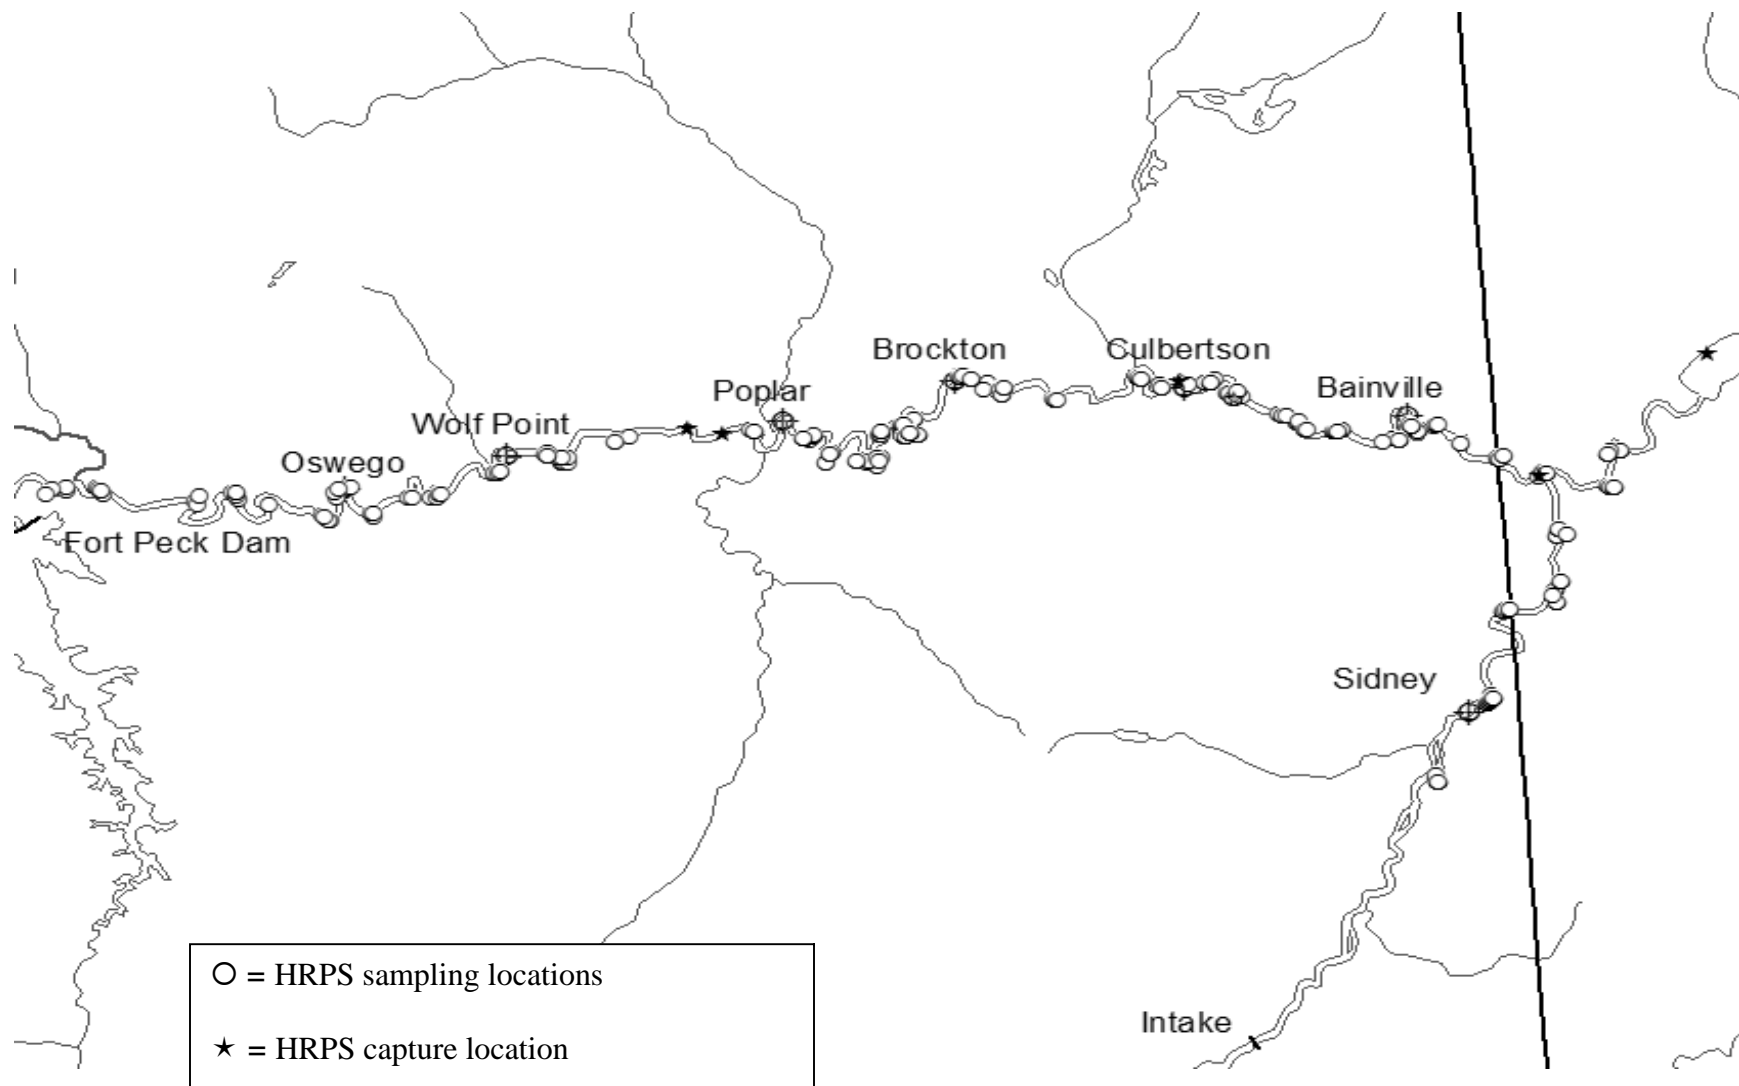 Brockton
Culbertson
Poplar
Bainville
Wolf Point
Oswego
Fort Peck Dam
Sidney
○ = HRPS sampling locations
Intake
★ = HRPS capture location